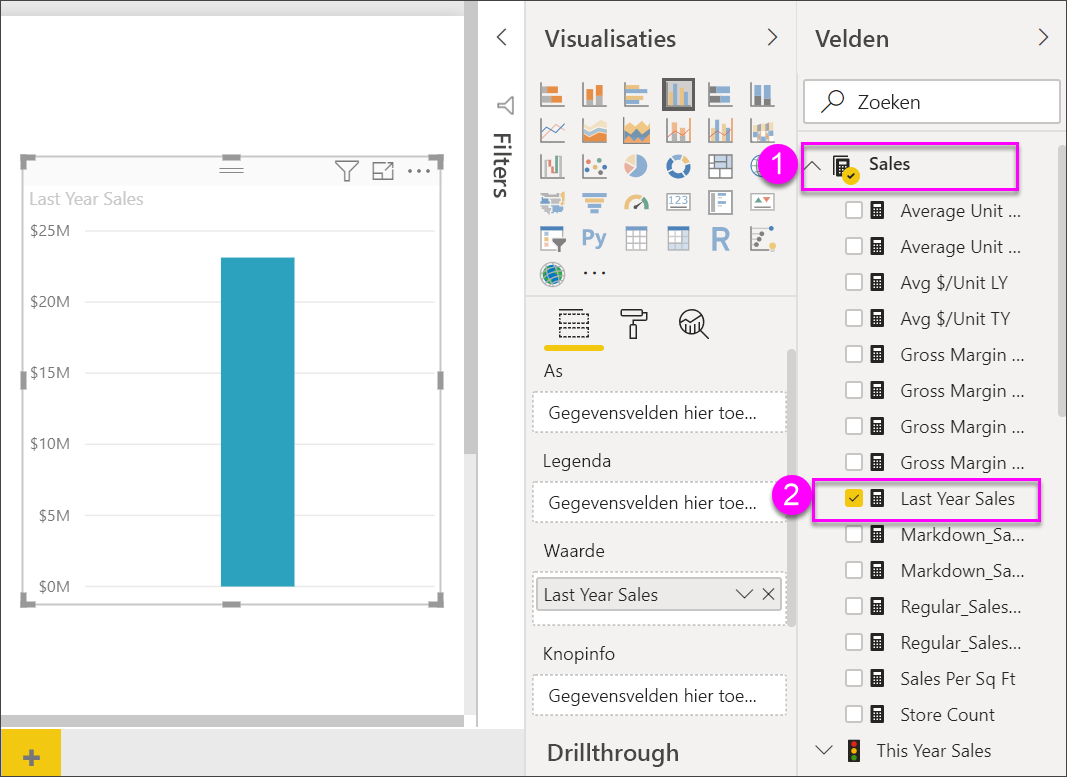 Last Year Sales
$25M
$20M
$15M
$10M
$5M
$0M
+
Filters
Visualisaties
123
Py
R
As
Gegevensvelden hier toe...
Legenda
Gegevensvelden hier toe...
Waarde
Last Year Sales
Knopinfo
Gegevensvelden hier toe...
Drillthrough
Velden
Zoeken
1
Sales
Average Unit ...
Average Unit ...
Avg $/Unit LY
Avg $/Unit TY
Gross Margin ...
Gross Margin ...
Gross Margin ...
Gross Margin ...
2
Last Year Sales
Markdown_Sa...
Markdown_Sa...
Regular_Sales...
Regular_Sales...
Sales Per Sq Ft
Store Count
This Year Sales